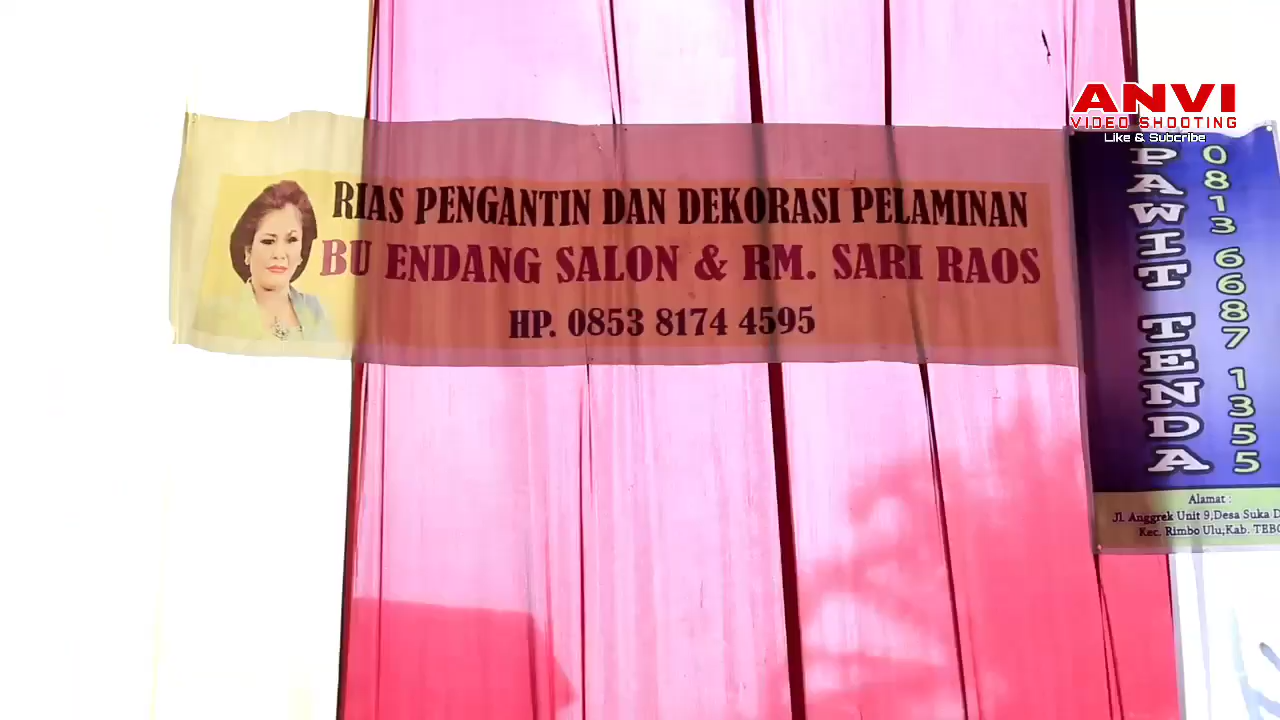 ANVI
VIDEO SHOOTING
Like & Subcribe
RIAS PENGANTIN DAN DEKORASI PELAMINAN
BU ENDANG SALON & RM. SARI RAOS
HP. 0853 8174 4595
PAWIT TENDA
0813 6687 1355
Alamat :
Jl. Anggrek Unit 9,Desa Suka
Kec. Rimbo Ulu,Kab.